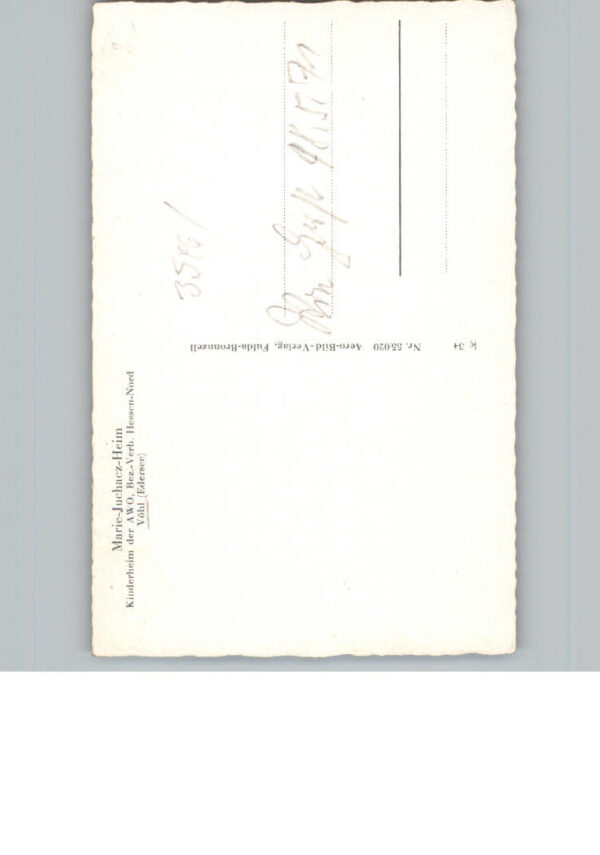 Marie-Juchacz-Heim
Kinderheim der AWO, Bez.-Verb. Hessen-Nord
Vöhl (Edersee)
K 34 Nr. 55020 Aero-Bild-Verlag, Fulda-Bronnzell